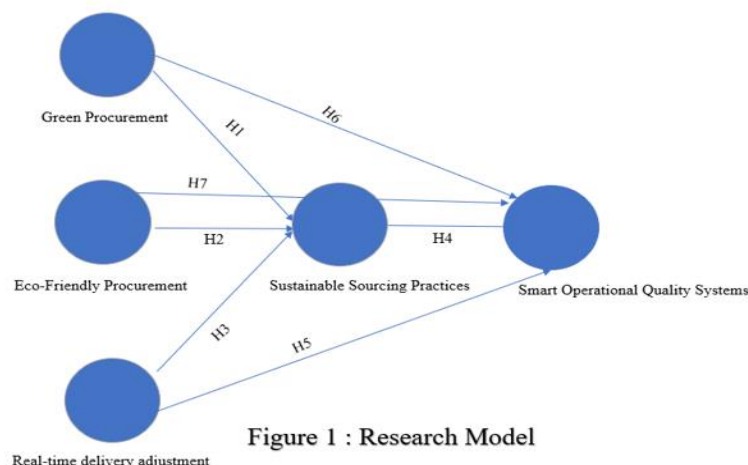 Green Procurement
H6
H1
H7
H2
H4
Eco-Friendly Procurement
Sustainable Sourcing Practices
Smart Operational Quality Systems
H3
H5
Real-time delivery adjustment
Figure 1 : Research Model